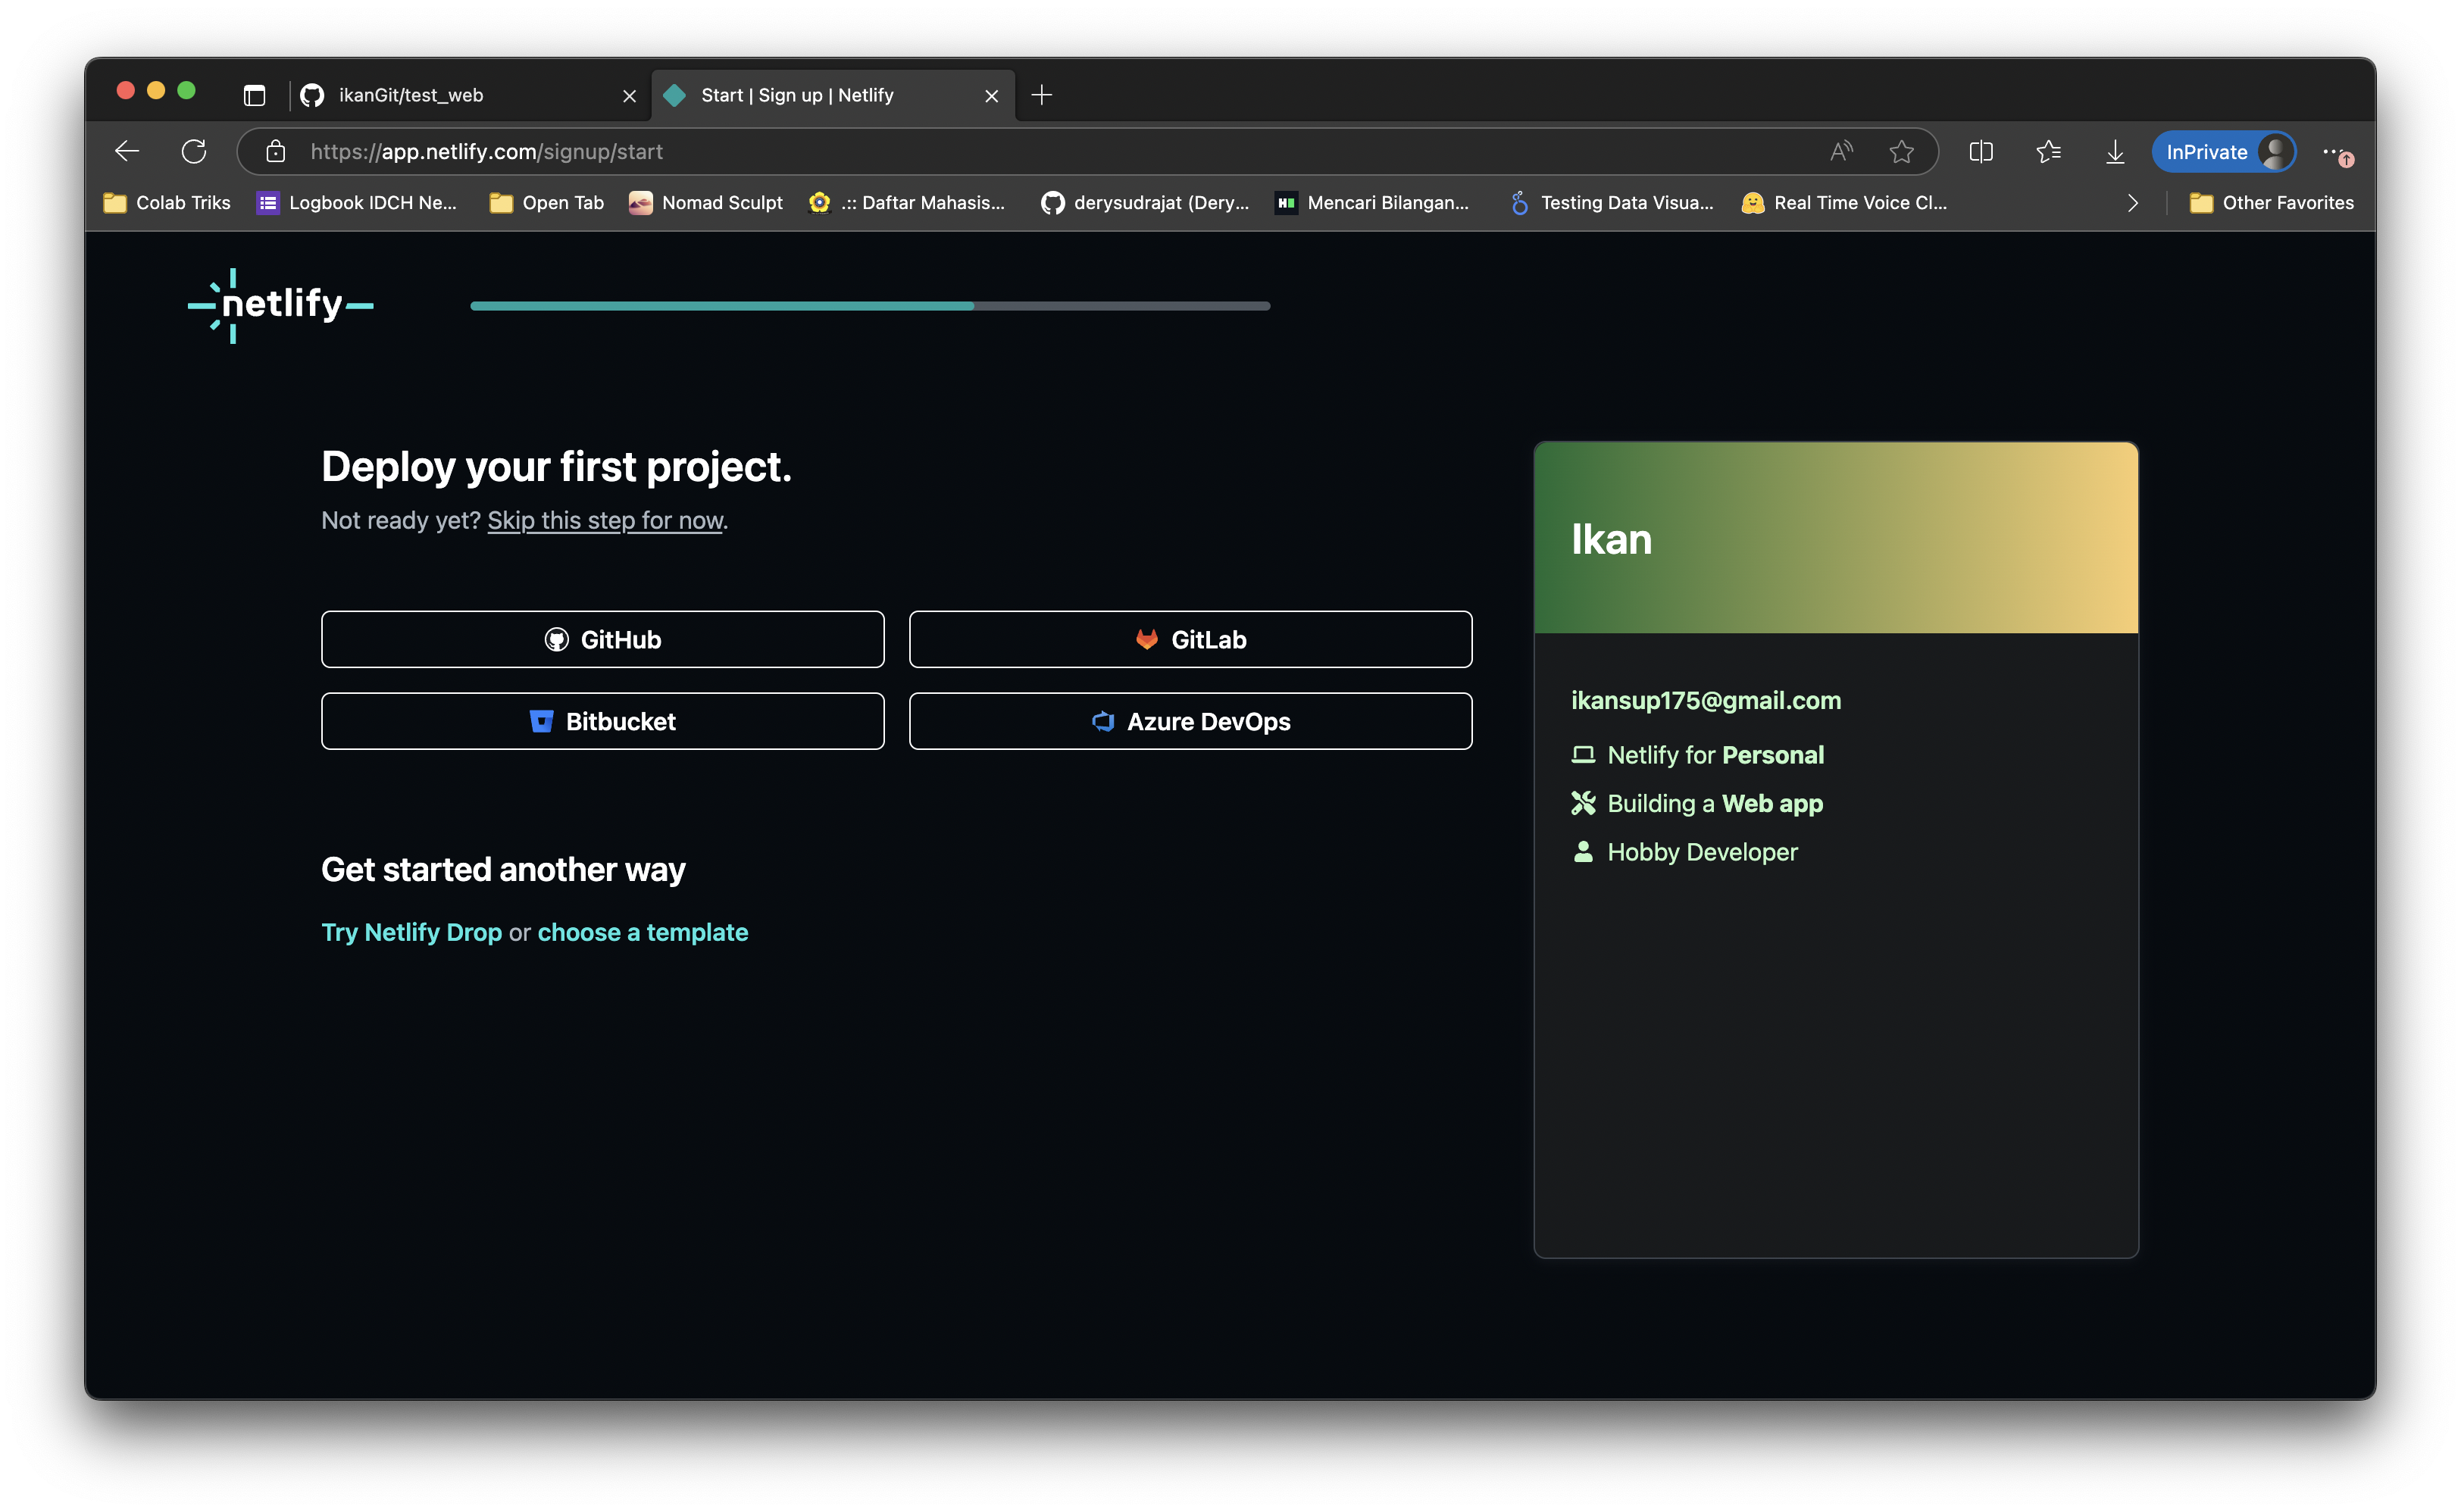 ikanGit/test_web
Start | Sign up | Netlify
https://app.netlify.com/signup/start
InPrivate
Colab Triks
Logbook IDCH Ne...
Open Tab
Nomad Sculpt
.:: Daftar Mahasis...
derysudrajat (Dery...
Mencari Bilangan...
Testing Data Visua...
Real Time Voice Cl...
Other Favorites
netlify
Deploy your first project.
Not ready yet? Skip this step for now.
GitHub
GitLab
Bitbucket
Azure DevOps
Get started another way
Try Netlify Drop or choose a template
Ikan
ikansup175@gmail.com
Netlify for Personal
Building a Web app
Hobby Developer